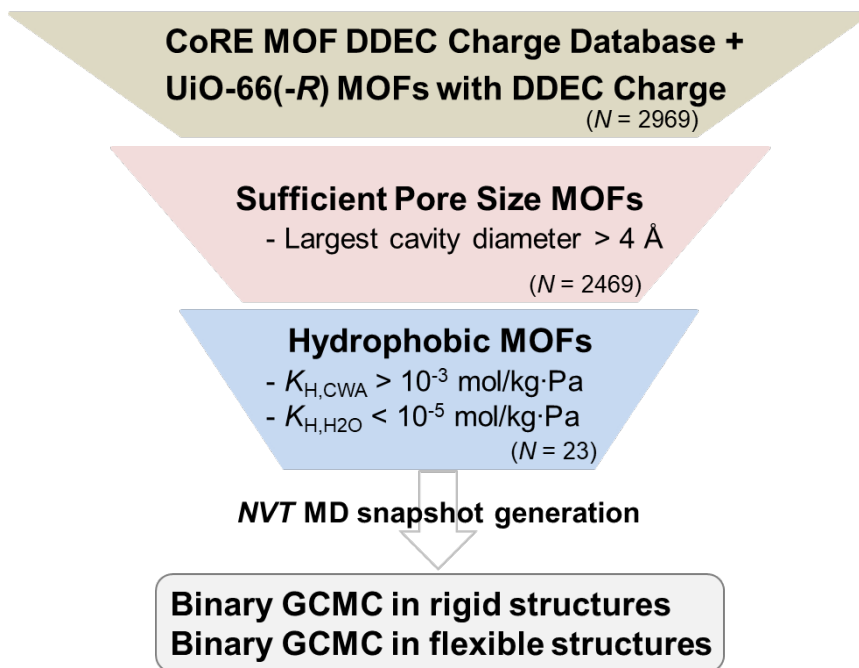 CoRE MOF DDEC Charge Database +
UiO-66(-R) MOFs with DDEC Charge
(N = 2969)
Sufficient Pore Size MOFs
- Largest cavity diameter > 4 Å
(N = 2469)
Hydrophobic MOFs
- K_H,CWA > 10⁻³ mol/kg·Pa
- K_H,H2O < 10⁻⁵ mol/kg·Pa
(N = 23)
NVT MD snapshot generation
Binary GCMC in rigid structures
Binary GCMC in flexible structures